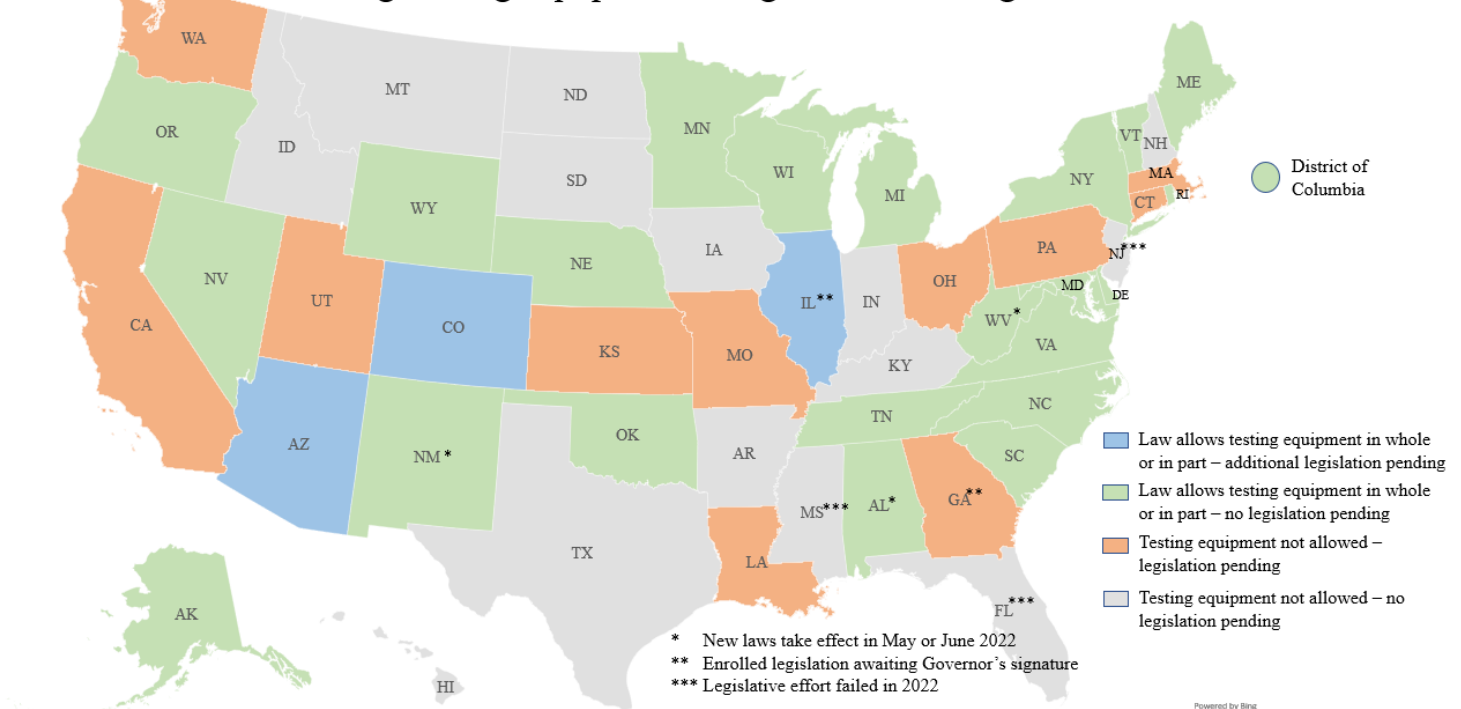 WA
MT
ND
MN
ME
OR
ID
SD
WI
MI
NY
VT
NH
MA
CT
RI
District of
Columbia
WY
NV
UT
CO
NE
IA
IL**
IN
OH
PA
NJ***
MD
DE
WV*
VA
CA
KS
MO
KY
AZ
NM *
OK
AR
TN
NC
SC
MS***
AL*
GA**
LA
TX
FL***
AK
HI
Law allows testing equipment in whole
or in part – additional legislation pending
Law allows testing equipment in whole
or in part – no legislation pending
Testing equipment not allowed –
legislation pending
Testing equipment not allowed – no
legislation pending
* New laws take effect in May or June 2022
** Enrolled legislation awaiting Governor’s signature
*** Legislative effort failed in 2022
Powered by Bing